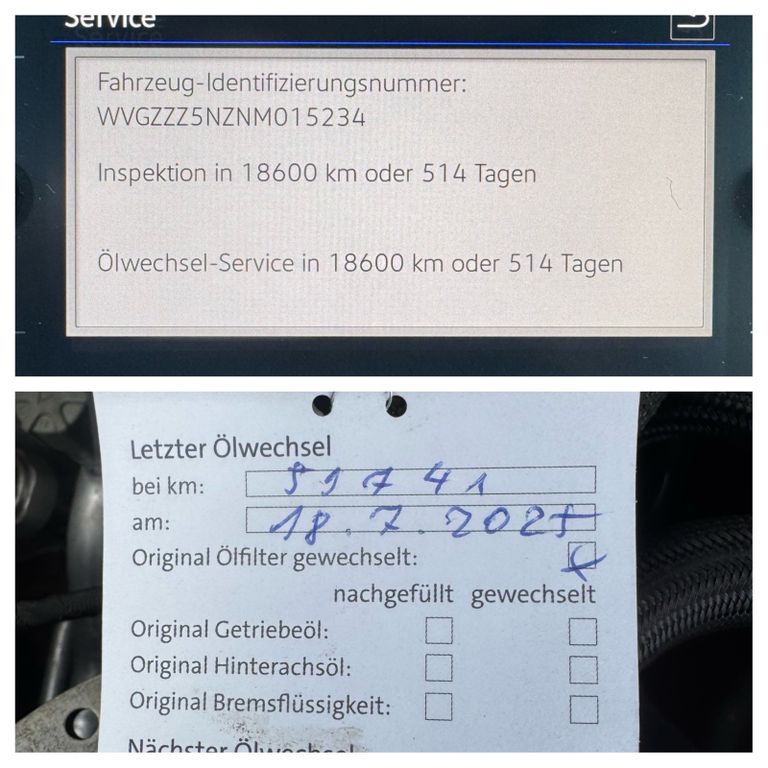 Service
Fahrzeug-Identifizierungsnummer:
WVGZZZ5NZNM015234
Inspektion in 18600 km oder 514 Tagen
Ölwechsel-Service in 18600 km oder 514 Tagen
Letzter Ölwechsel
bei km: 59741
am: 18.7.2025
Original Ölfilter gewechselt:
nachgefüllt gewechselt
Original Getriebeöl:
Original Hinterachsöl:
Original Bremsflüssigkeit:
Nächster Ölwechsel